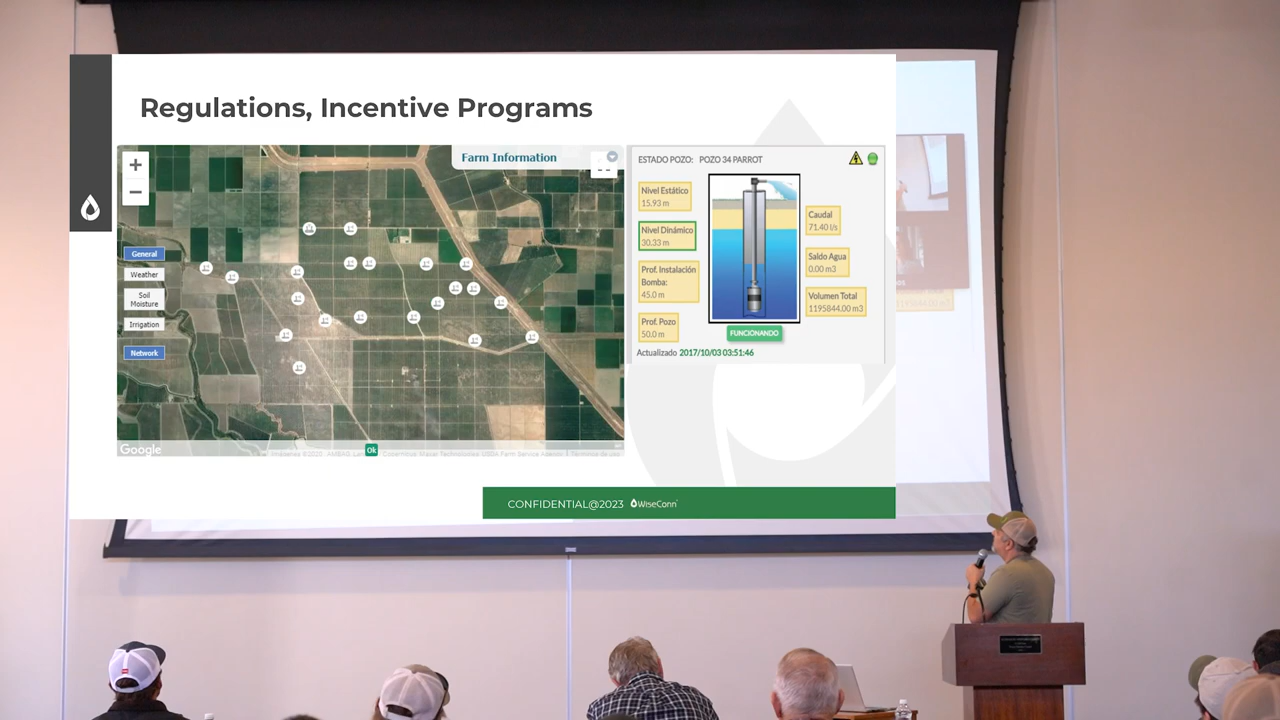 Regulations, Incentive Programs
+
−
Farm Information
General
Weather
Soil
Moisture
Irrigation
Network
Google
Ok
ESTADO POZO: POZO 34 PARROT
Nivel Estático
15.93 m
Nivel Dinámico
30.33 m
Prof. Instalación
Bomba:
45.0 m
Prof. Pozo
50.0 m
Caudal
71.40 l/s
Saldo Agua
0.00 m3
Volumen Total
1195844.00 m3
FUNCIONANDO
Actualizado 2017/10/03 03:51:46
CONFIDENTIAL@2023 WiseConn